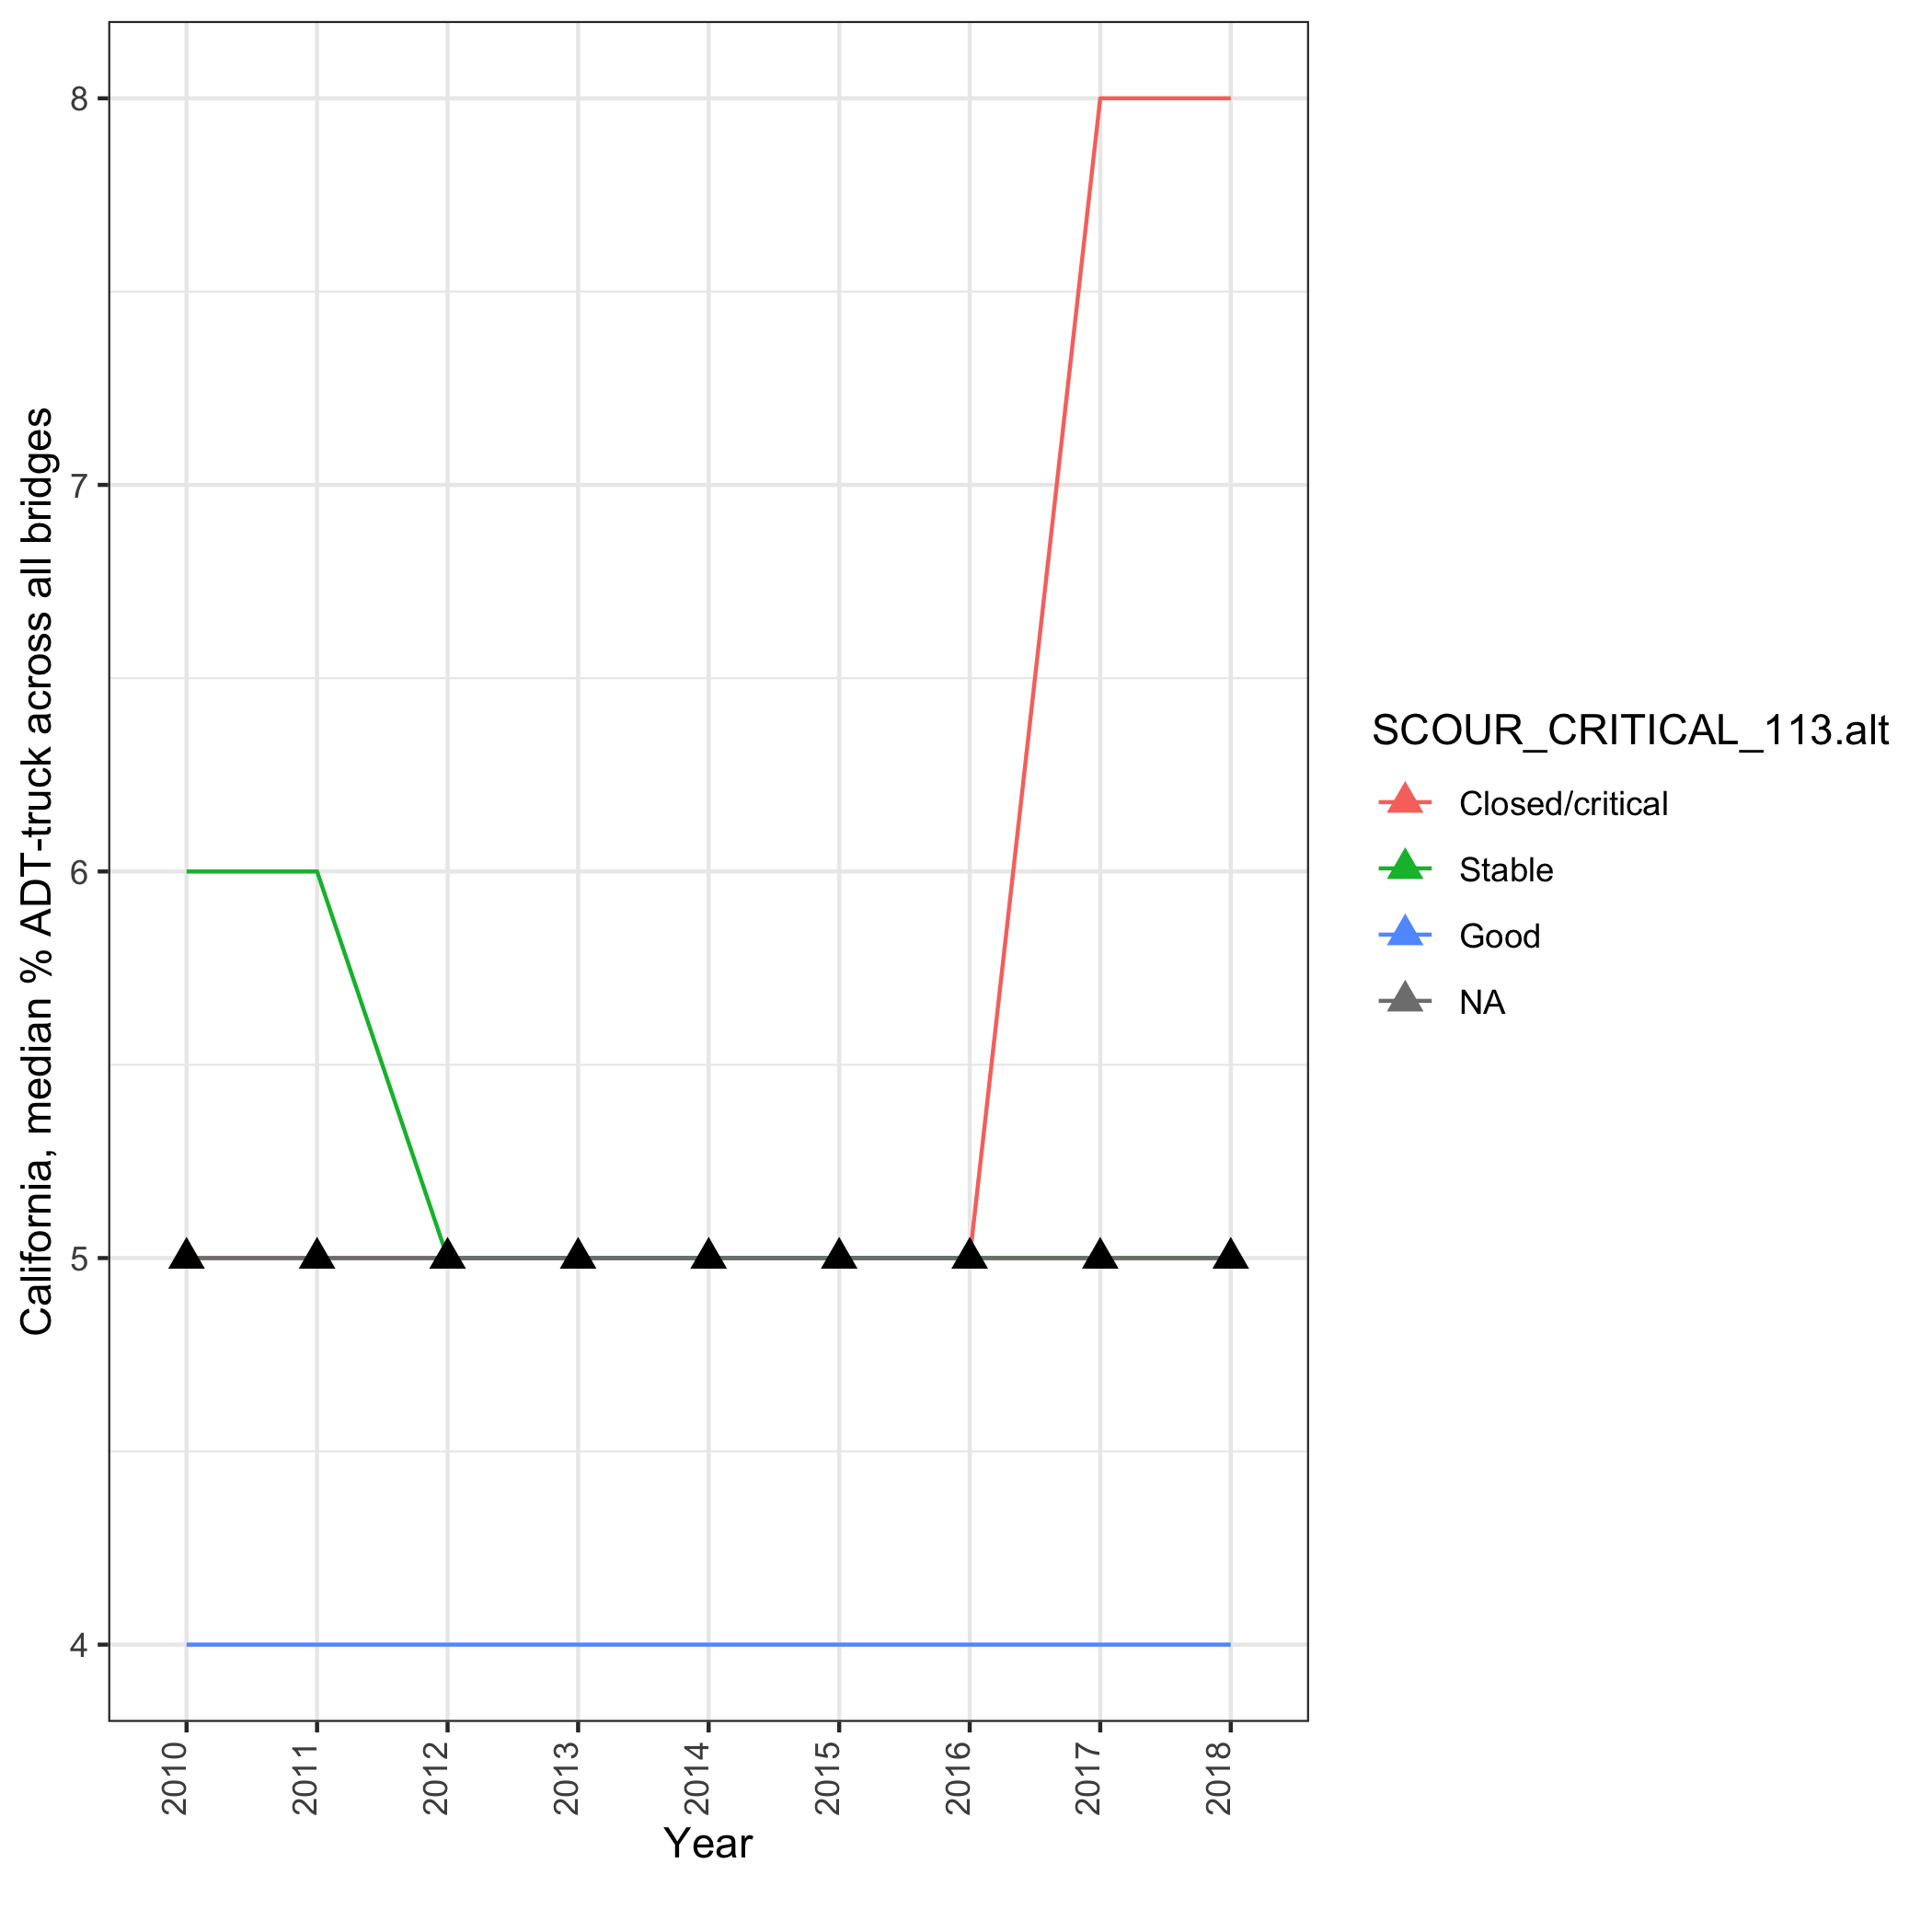 California, median % ADT-truck across all bridges
8
7
6
5
4
2010
2011
2012
2013
2014
2015
2016
2017
2018
Year
SCOUR_CRITICAL_113.alt
Closed/critical
Stable
Good
NA